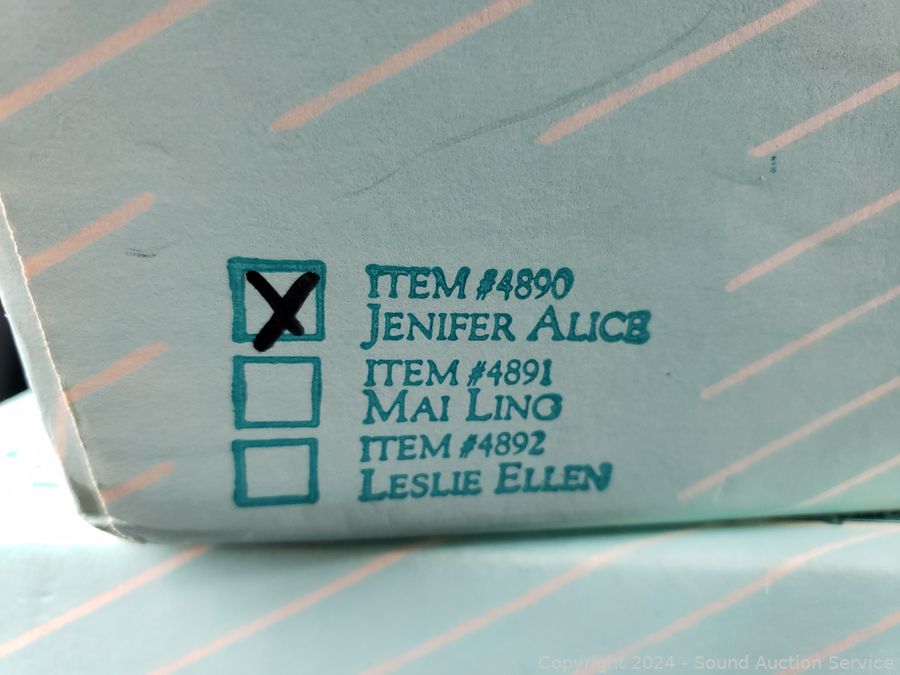 ITEM #4890
JENIFER ALICE
ITEM #4891
MAI LING
ITEM #4892
LESLIE ELLEN
Copyright 2024 - Sound Auction Service